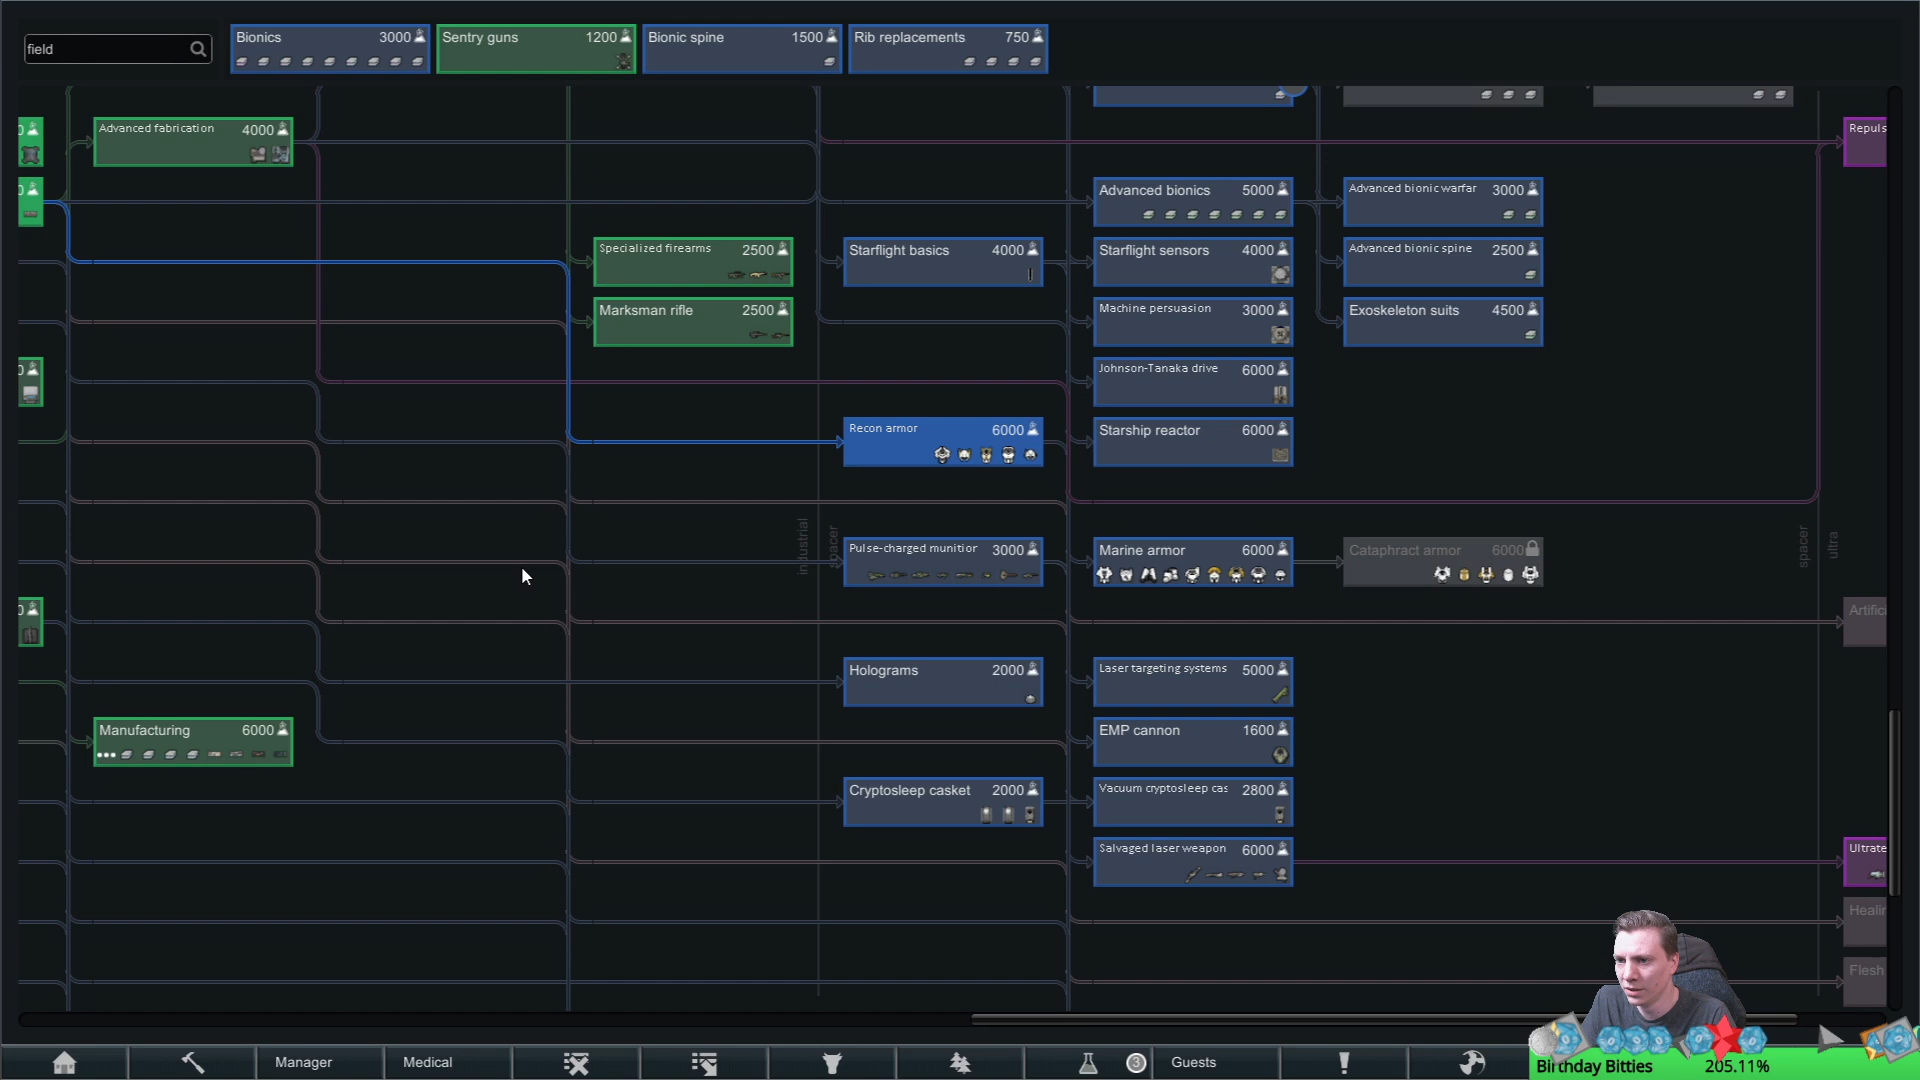 field
Bionics 3000
Sentry guns 1200
Bionic spine 1500
Rib replacements 750
Advanced fabrication 4000
Repuls
Advanced bionics 5000
Advanced bionic warfar 3000
Specialized firearms 2500
Starflight basics 4000
Starflight sensors 4000
Advanced bionic spine 2500
Marksman rifle 2500
Machine persuasion 3000
Exoskeleton suits 4500
Johnson-Tanaka drive 6000
Recon armor 6000
Starship reactor 6000
industrial
spacer
spacer
ultra
Pulse-charged munition 3000
Marine armor 6000
Cataphract armor 6000
Artific
Holograms 2000
Laser targeting systems 5000
Manufacturing 6000
EMP cannon 1600
Cryptosleep casket 2000
Vacuum cryptosleep cas 2800
Salvaged laser weapon 6000
Ultrate
Healin
Flesh
Manager
Medical
3
Guests
Birthday Bitties 205.11%